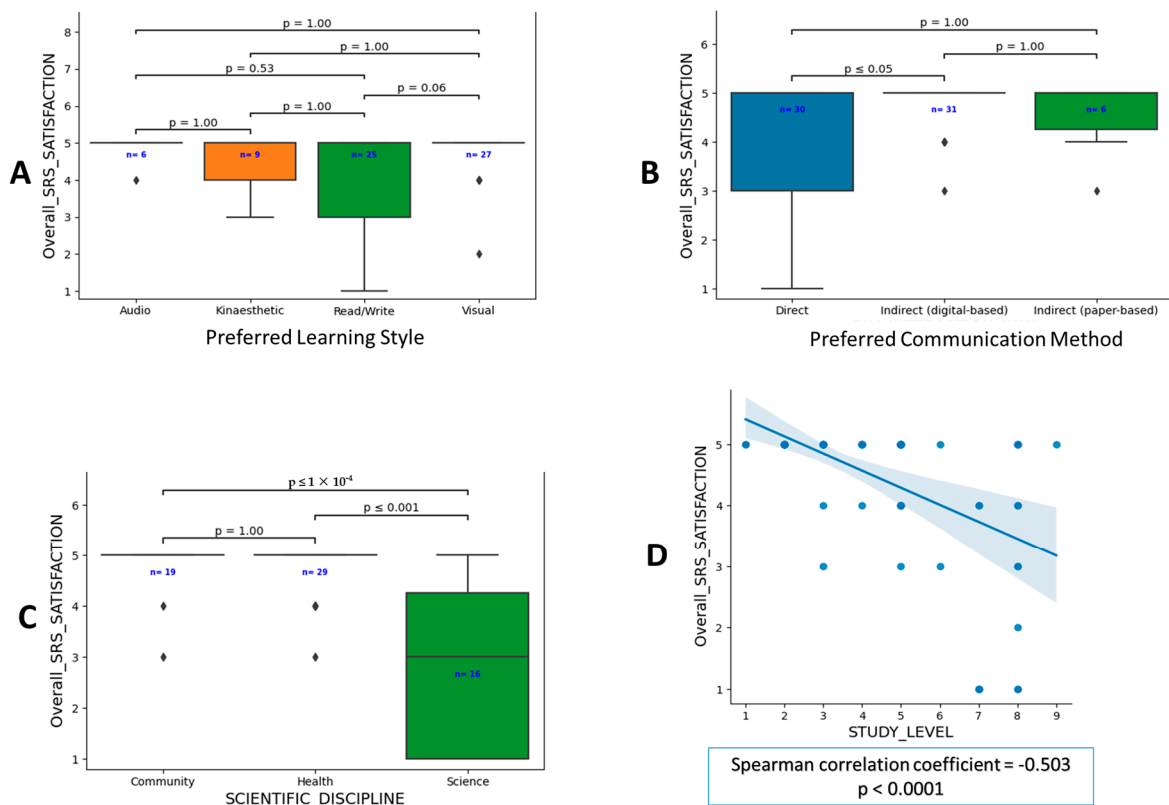 A
Overall_SRS_SATISFACTION
8
7
6
5
4
3
2
1
p = 1.00
p = 1.00
p = 0.53
p = 0.06
p = 1.00
p = 1.00
n= 6
n= 9
n= 25
n= 27
Audio
Kinaesthetic
Read/Write
Visual
Preferred Learning Style
B
Overall_SRS_SATISFACTION
6
5
4
3
2
1
p = 1.00
p = 1.00
p ≤ 0.05
n= 30
n= 31
n= 6
Direct
Indirect (digital-based)
Indirect (paper-based)
Preferred Communication Method
C
Overall_SRS_SATISFACTION
6
5
4
3
2
1
p ≤ 1 × 10⁻⁴
p ≤ 0.001
p = 1.00
n= 19
n= 29
n= 16
Community
Health
Science
SCIENTIFIC DISCIPLINE
D
Overall_SRS_SATISFACTION
5
4
3
2
1
1 2 3 4 5 6 7 8 9
STUDY_LEVEL
Spearman correlation coefficient = -0.503
p < 0.0001